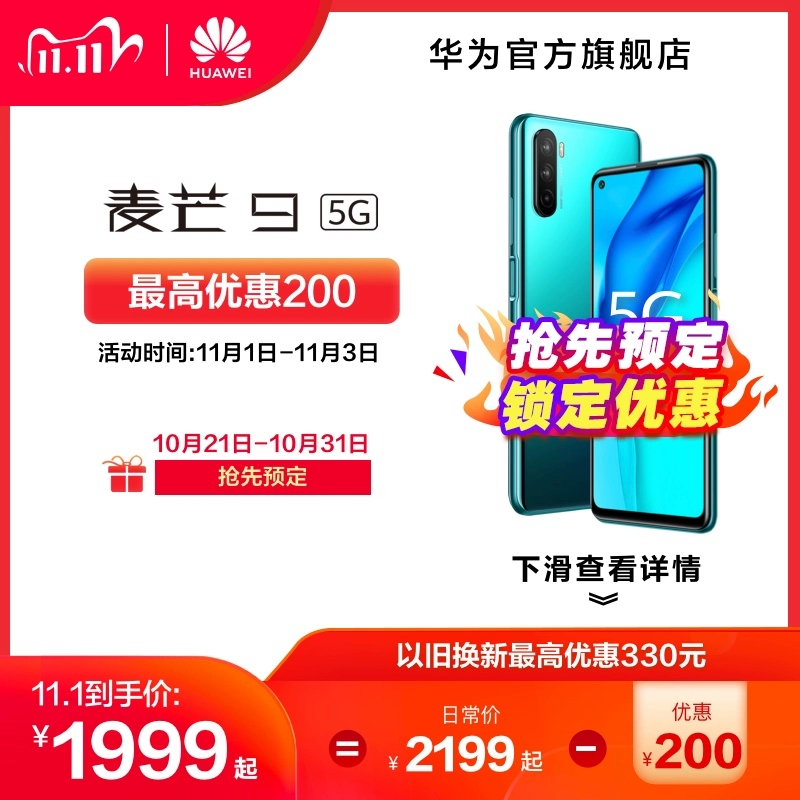 11.11
HUAWEI
华为官方旗舰店
麦芒 9 5G
最高优惠200
活动时间:11月1日-11月3日
10月21日-10月31日
抢先预定
5G
抢先预定
锁定优惠
下滑查看详情
以旧换新最高优惠330元
11.1到手价:
¥1999起
=
日常价
¥2199起
-
优惠
¥200